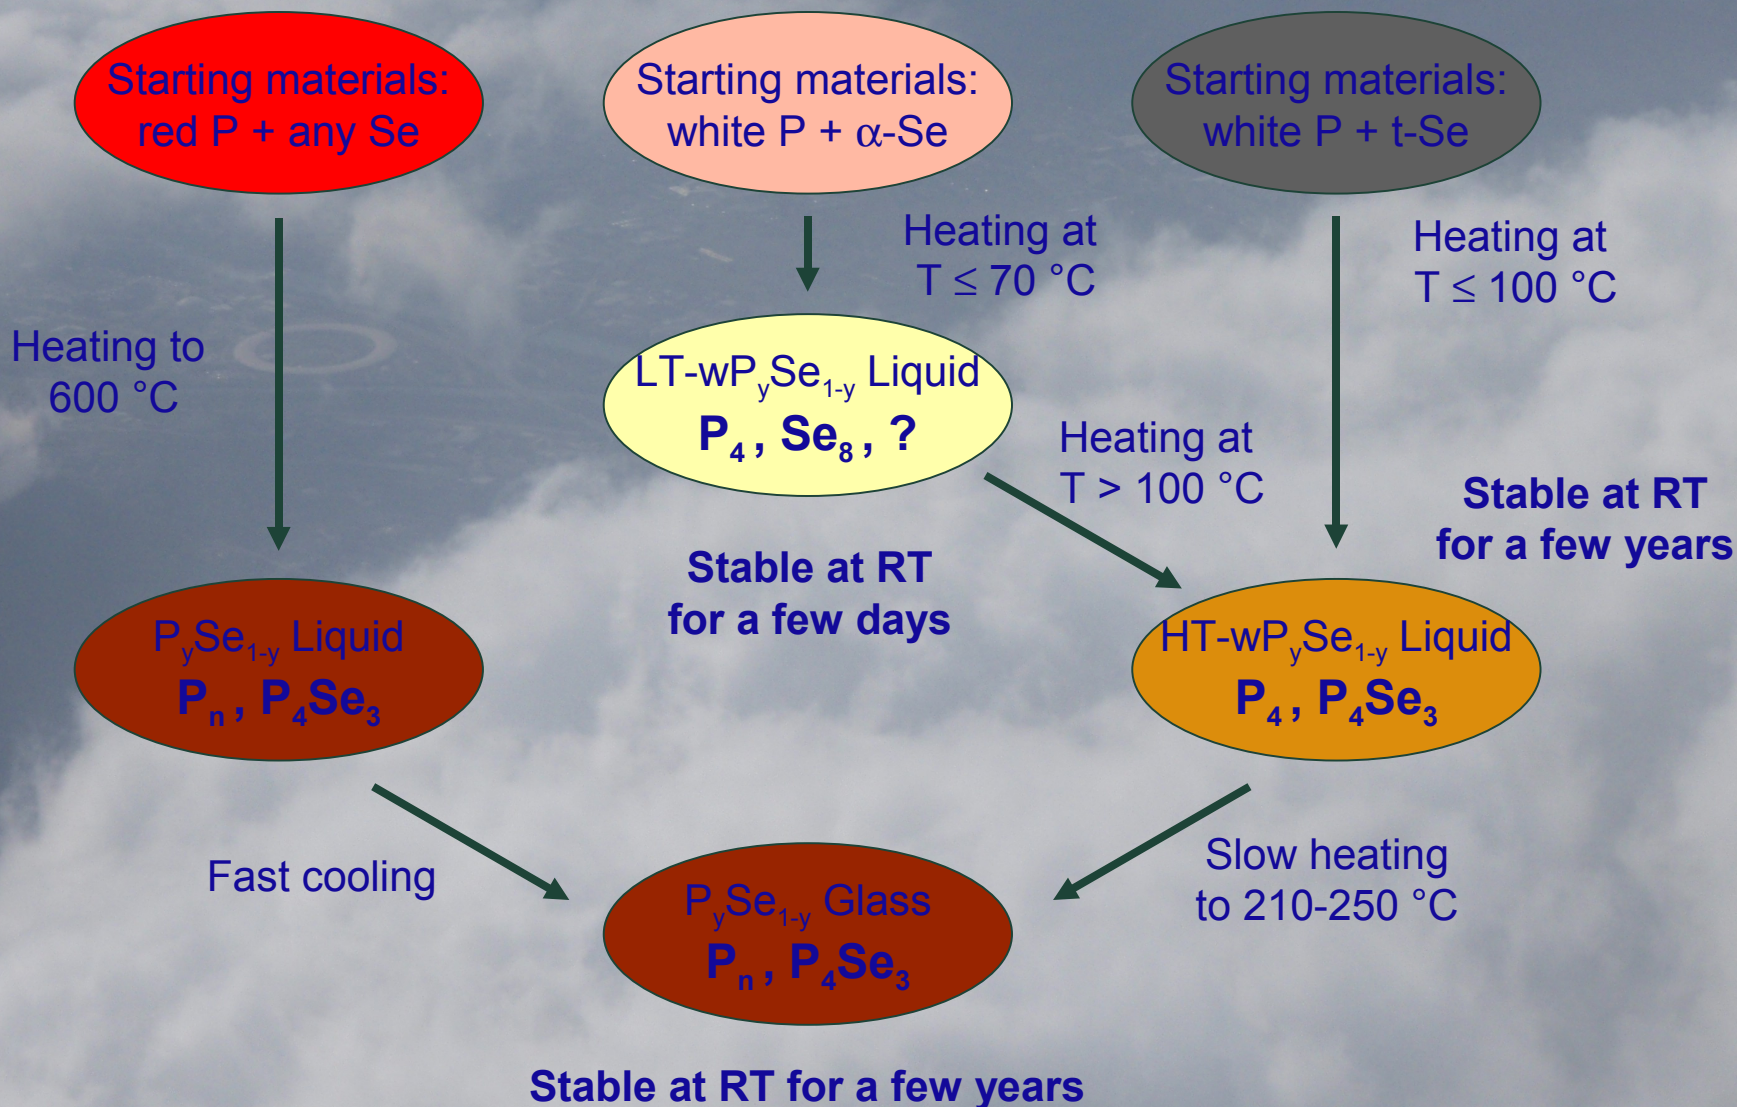 Starting materials:
red P + any Se
Starting materials:
white P + α-Se
Starting materials:
white P + t-Se
Heating to
600 °C
Heating at
T ≤ 70 °C
Heating at
T ≤ 100 °C
LT-wPySe1-y Liquid
P4 , Se8 , ?
Heating at
T > 100 °C
Stable at RT
for a few days
Stable at RT
for a few years
PySe1-y Liquid
Pn , P4Se3
HT-wPySe1-y Liquid
P4 , P4Se3
Fast cooling
Slow heating
to 210-250 °C
PySe1-y Glass
Pn , P4Se3
Stable at RT for a few years